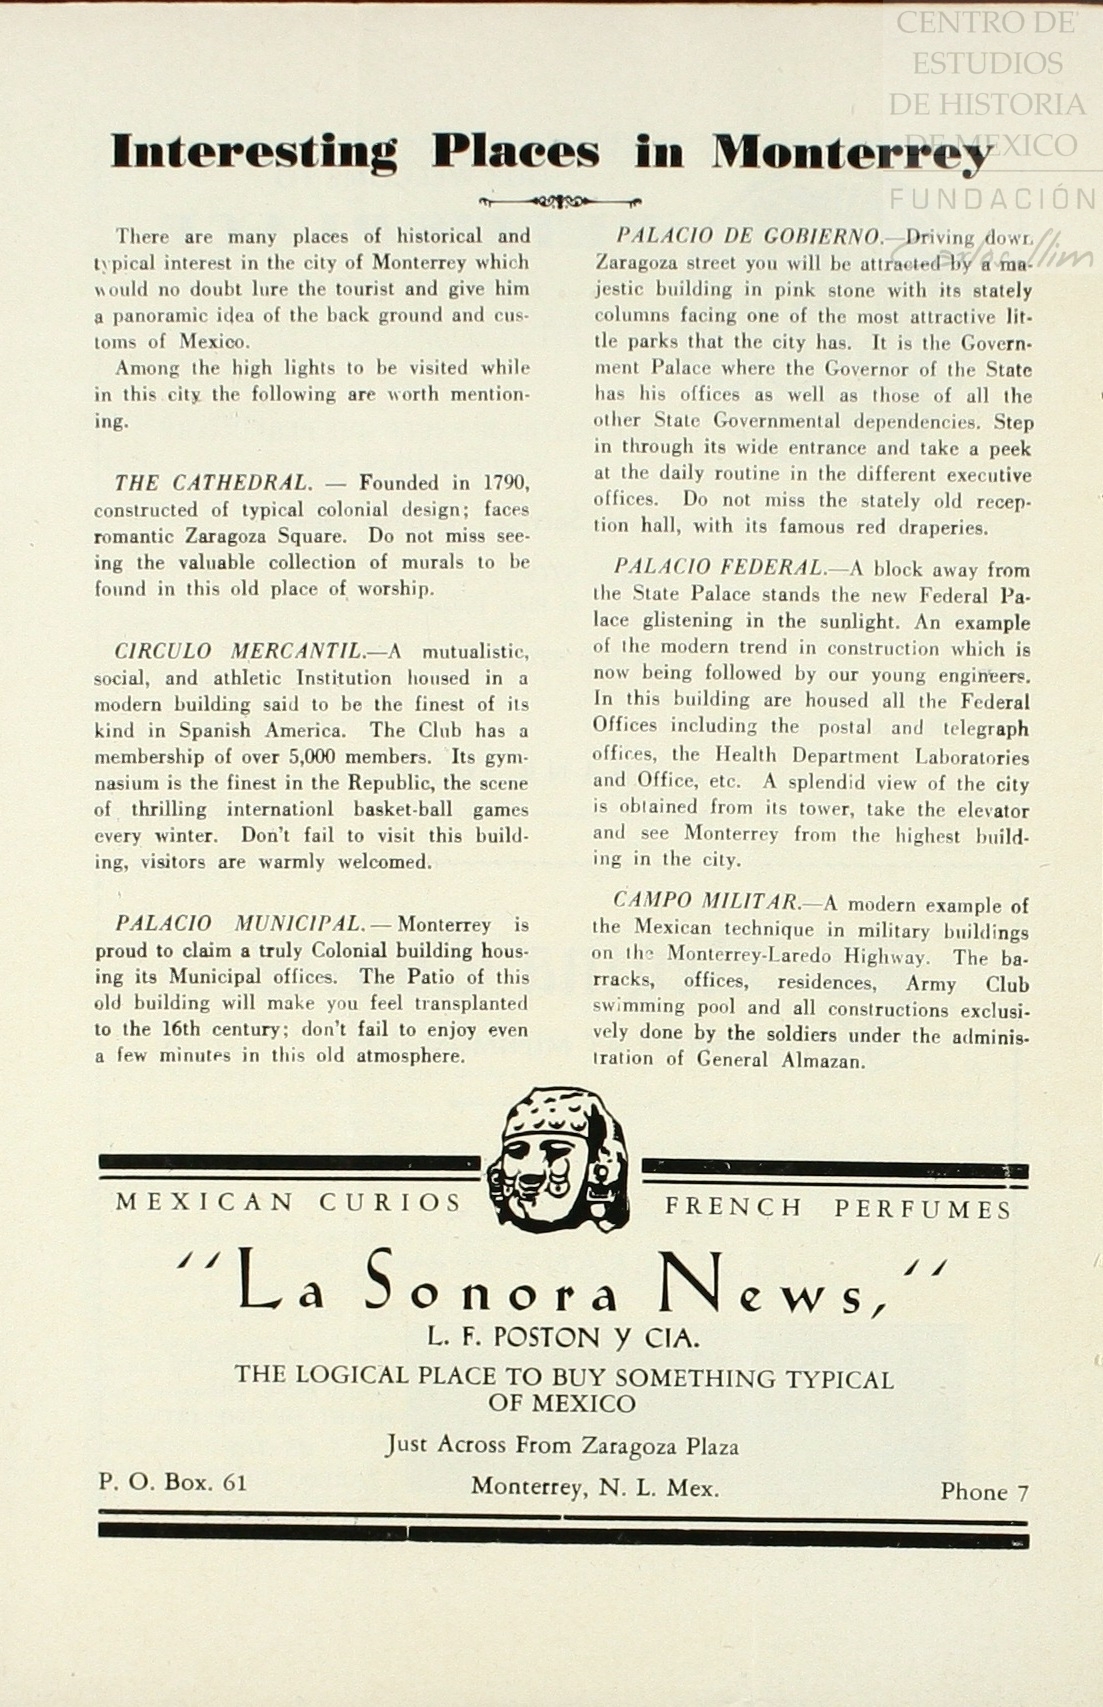 CENTRO DE
ESTUDIOS
DE HISTORIA
DE MEXICO
FUNDACIÓN
Carlos Slim
Interesting Places in Monterrey
There are many places of historical and
typical interest in the city of Monterrey which
would no doubt lure the tourist and give him
a panoramic idea of the back ground and cus-
toms of Mexico.
Among the high lights to be visited while
in this city the following are worth mention-
ing.
THE CATHEDRAL. — Founded in 1790,
constructed of typical colonial design; faces
romantic Zaragoza Square. Do not miss see-
ing the valuable collection of murals to be
found in this old place of worship.
CIRCULO MERCANTIL.—A mutualistic,
social, and athletic Institution housed in a
modern building said to be the finest of its
kind in Spanish America. The Club has a
membership of over 5,000 members. Its gym-
nasium is the finest in the Republic, the scene
of thrilling internationl basket-ball games
every winter. Don't fail to visit this build-
ing, visitors are warmly welcomed.
PALACIO MUNICIPAL.— Monterrey is
proud to claim a truly Colonial building hous-
ing its Municipal offices. The Patio of this
old building will make you feel transplanted
to the 16th century; don't fail to enjoy even
a few minutes in this old atmosphere.
PALACIO DE GOBIERNO.—Driving down
Zaragoza street you will be attracted by a ma-
jestic building in pink stone with its stately
columns facing one of the most attractive lit-
tle parks that the city has. It is the Govern-
ment Palace where the Governor of the State
has his offices as well as those of all the
other State Governmental dependencies. Step
in through its wide entrance and take a peek
at the daily routine in the different executive
offices. Do not miss the stately old recep-
tion hall, with its famous red draperies.
PALACIO FEDERAL.—A block away from
the State Palace stands the new Federal Pa-
lace glistening in the sunlight. An example
of the modern trend in construction which is
now being followed by our young engineers.
In this building are housed all the Federal
Offices including the postal and telegraph
offices, the Health Department Laboratories
and Office, etc. A splendid view of the city
is obtained from its tower, take the elevator
and see Monterrey from the highest build-
ing in the city.
CAMPO MILITAR.—A modern example of
the Mexican technique in military buildings
on the Monterrey-Laredo Highway. The ba-
rracks, offices, residences, Army Club
swimming pool and all constructions exclusi-
vely done by the soldiers under the adminis-
tration of General Almazan.
MEXICAN CURIOS FRENCH PERFUMES
"La Sonora News,"
L. F. POSTON Y CIA.
THE LOGICAL PLACE TO BUY SOMETHING TYPICAL
OF MEXICO
Just Across From Zaragoza Plaza
P. O. Box. 61 Monterrey, N. L. Mex. Phone 7